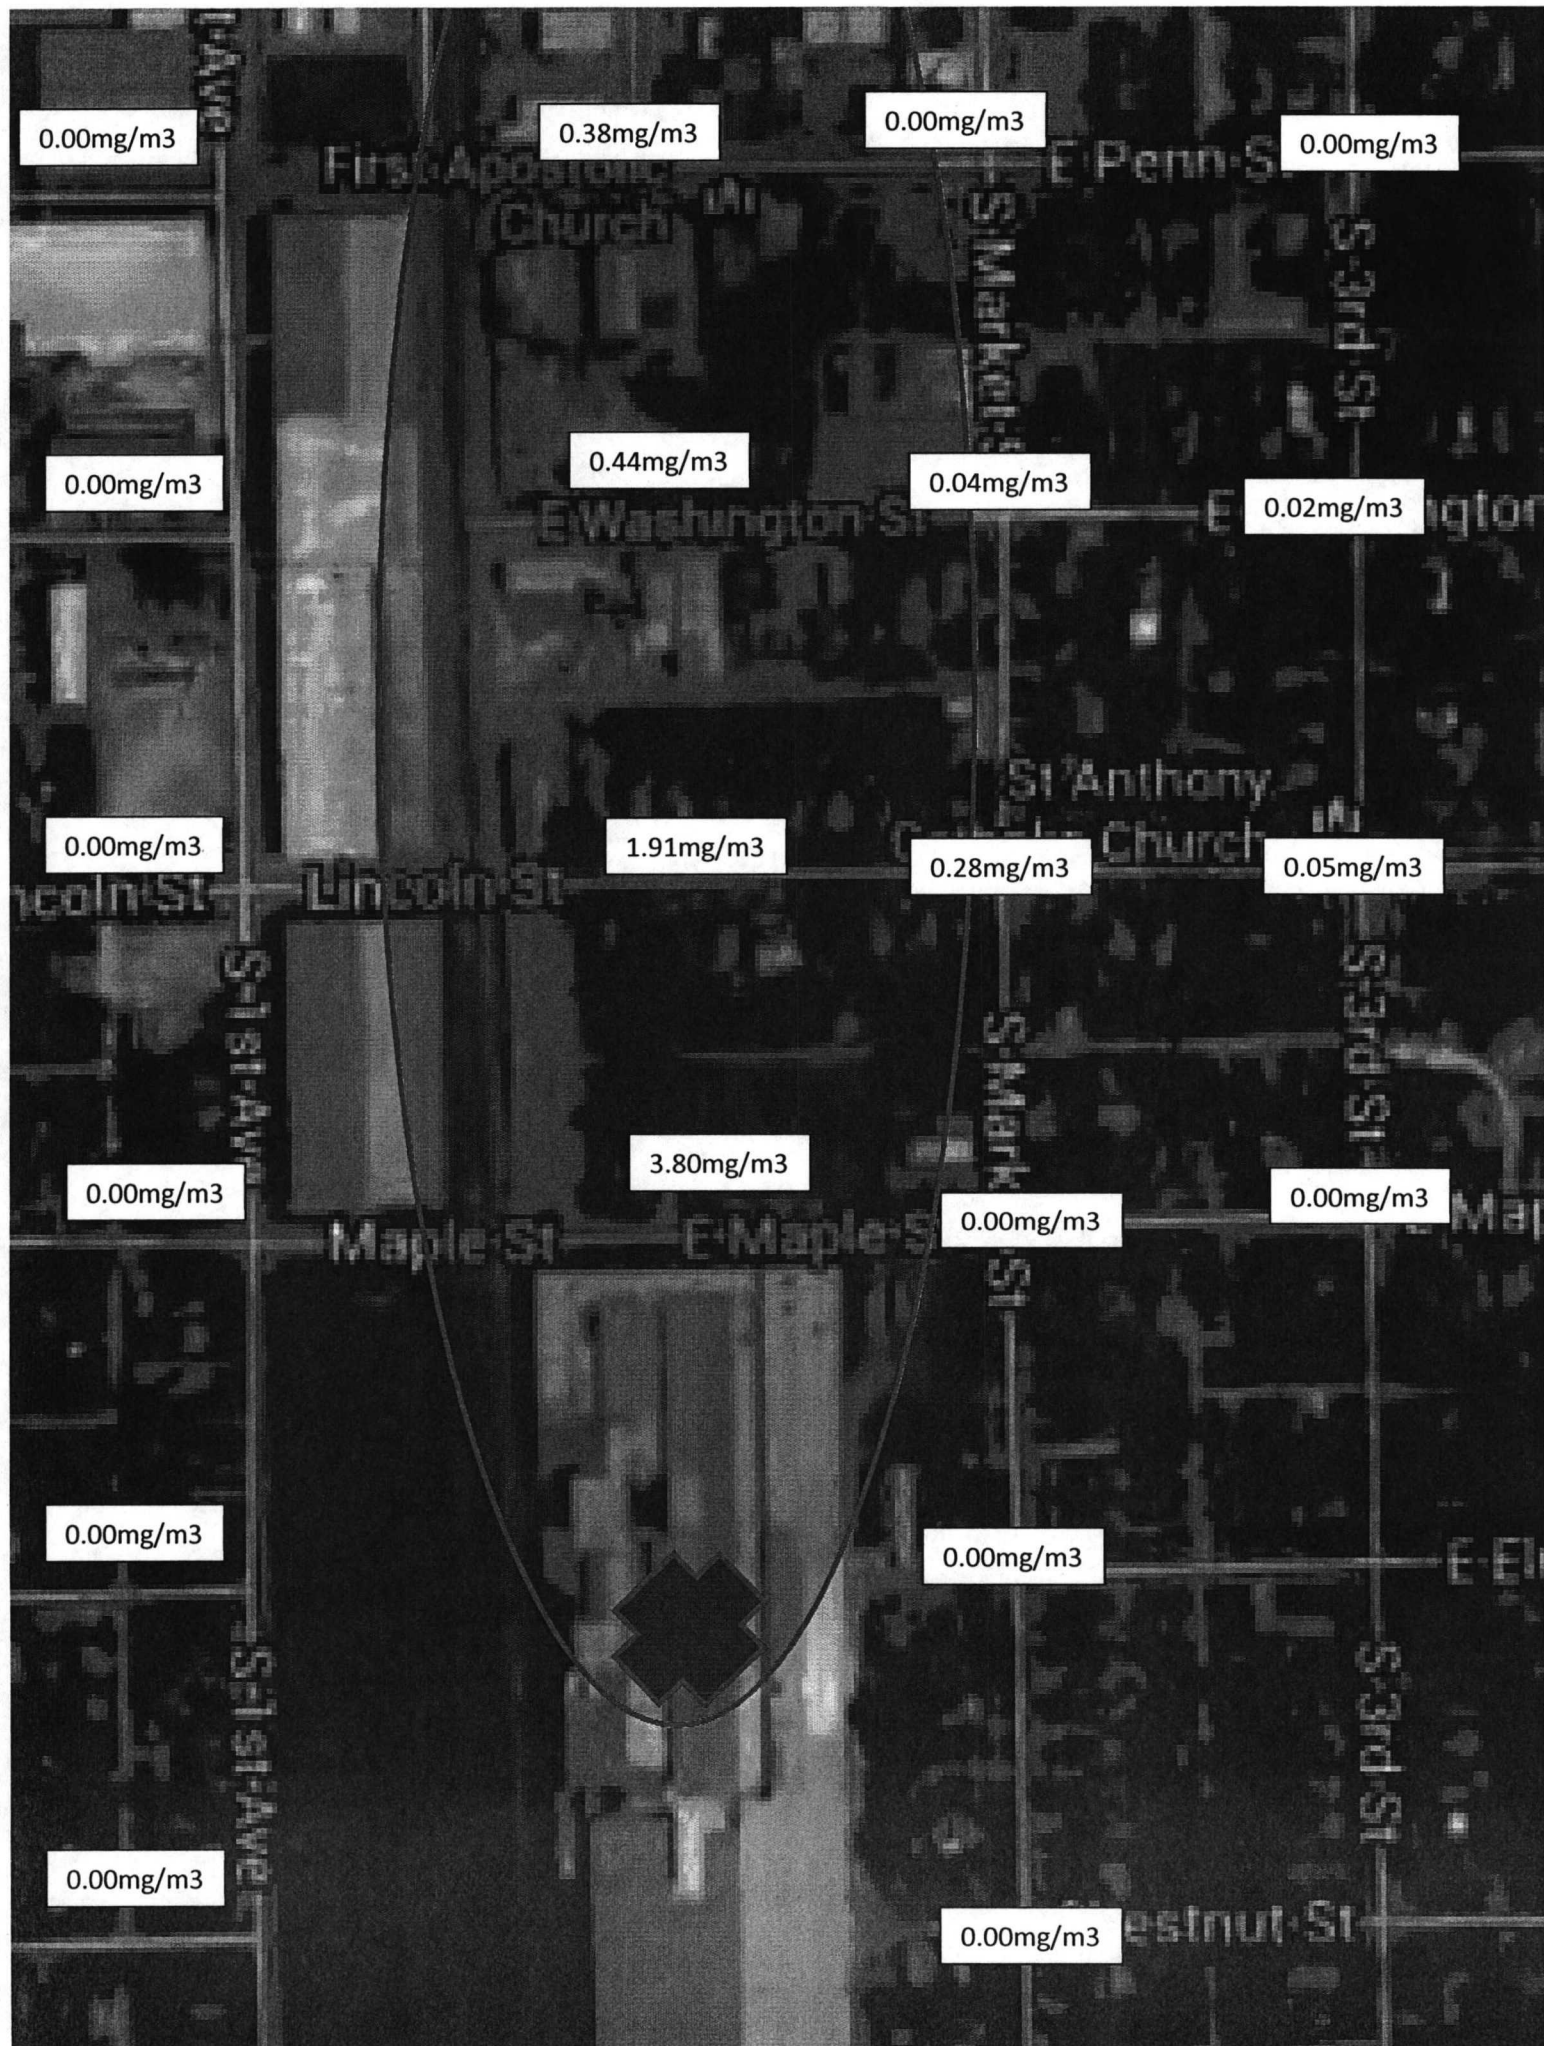 0.00mg/m3
0.38mg/m3
0.00mg/m3
0.00mg/m3
First Apostolic
Church
E Penn S
S Market S
S 3rd St
0.00mg/m3
0.44mg/m3
0.04mg/m3
0.02mg/m3
E Washington St
E
ngton
St Anthony
Church
0.00mg/m3
1.91mg/m3
0.28mg/m3
0.05mg/m3
ncoln St
Lincoln St
S 1st Ave
S Mark
St
S 3rd St
0.00mg/m3
3.80mg/m3
0.00mg/m3
0.00mg/m3
Maple St
E Maple S
Map
0.00mg/m3
0.00mg/m3
E El
S 1st Ave
S 3rd St
0.00mg/m3
0.00mg/m3
estnut St